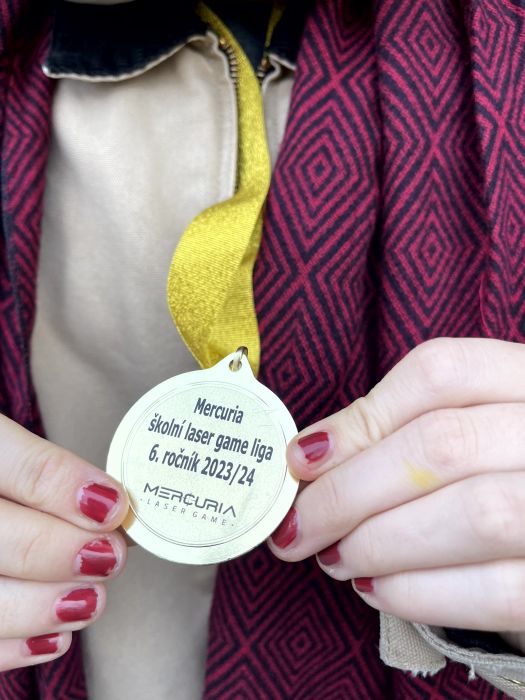 Mercuria
školní laser game liga
6. ročník 2023/24
MERCURIA
· LASER GAME ·